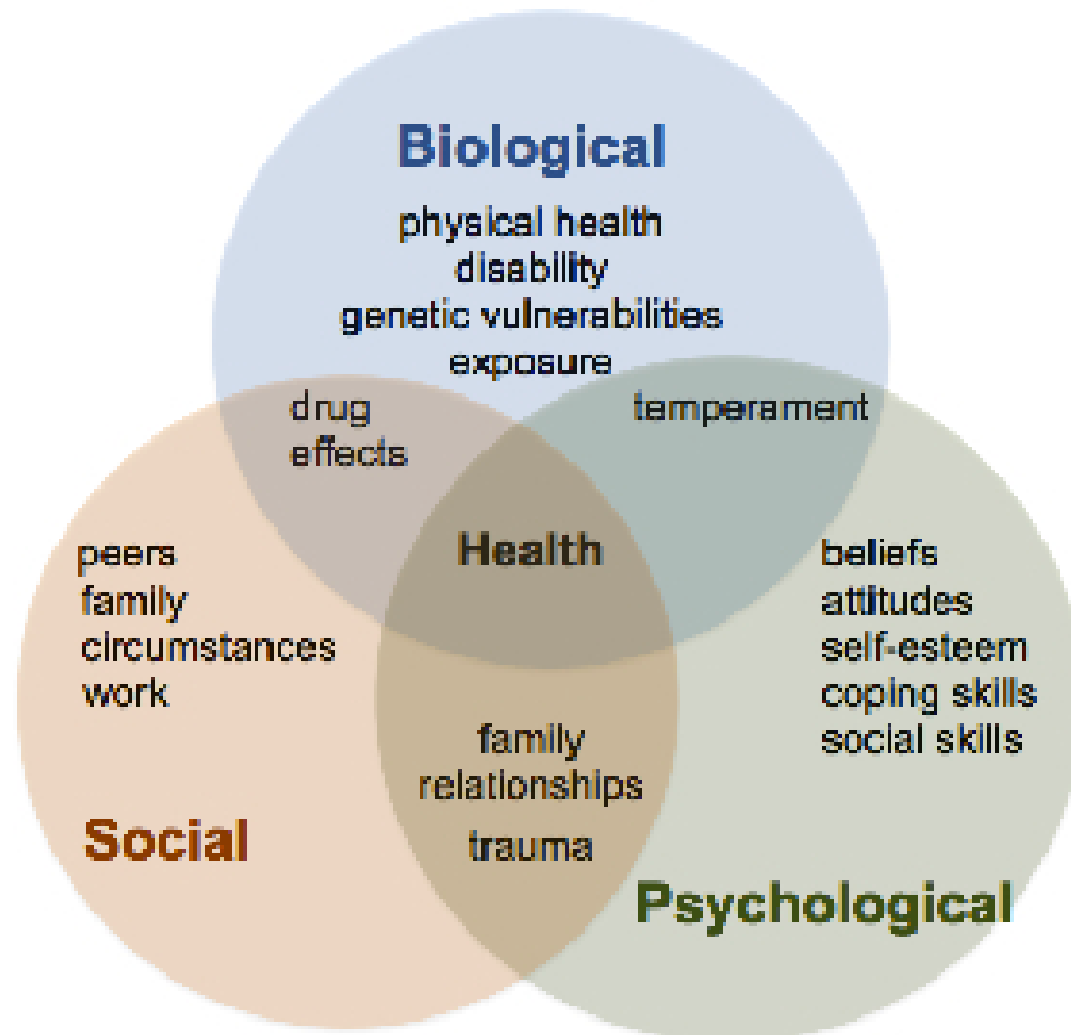 Biological
physical health
disability
genetic vulnerabilities
exposure
drug
effects
temperament
Health
peers
family
circumstances
work
beliefs
attitudes
self-esteem
coping skills
social skills
family
relationships
trauma
Social
Psychological